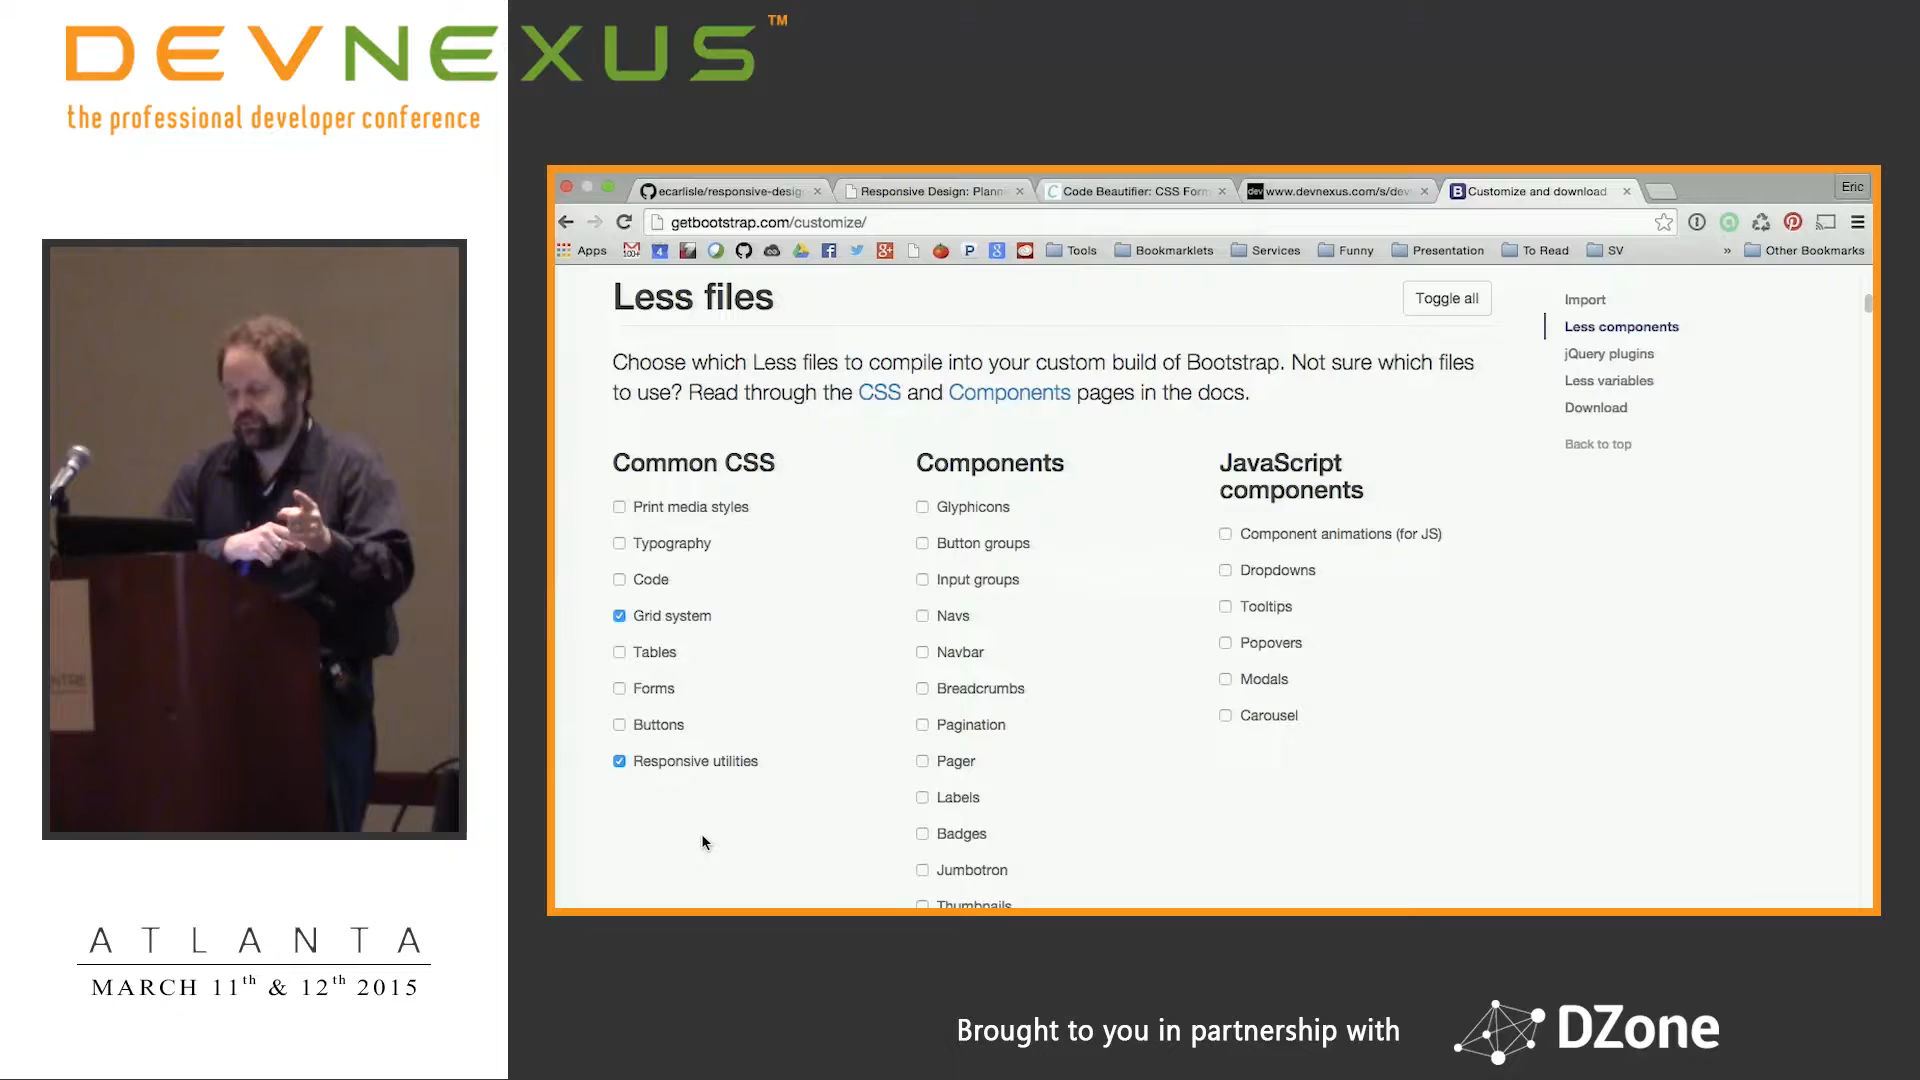 DEVNEXUS™
the professional developer conference
ecarlisle/responsive-desig
Responsive Design: Planni
Code Beautifier: CSS Form
www.devnexus.com/s/dev
Customize and download
Eric
getbootstrap.com/customize/
Apps
Tools
Bookmarklets
Services
Funny
Presentation
To Read
SV
»
Other Bookmarks
Less files
Toggle all
Choose which Less files to compile into your custom build of Bootstrap. Not sure which files
to use? Read through the CSS and Components pages in the docs.
Common CSS
Print media styles
Typography
Code
Grid system
Tables
Forms
Buttons
Responsive utilities
Components
Glyphicons
Button groups
Input groups
Navs
Navbar
Breadcrumbs
Pagination
Pager
Labels
Badges
Jumbotron
Thumbnails
JavaScript
components
Component animations (for JS)
Dropdowns
Tooltips
Popovers
Modals
Carousel
Import
Less components
jQuery plugins
Less variables
Download
Back to top
ATLANTA
MARCH 11th & 12th 2015
Brought to you in partnership with
DZone